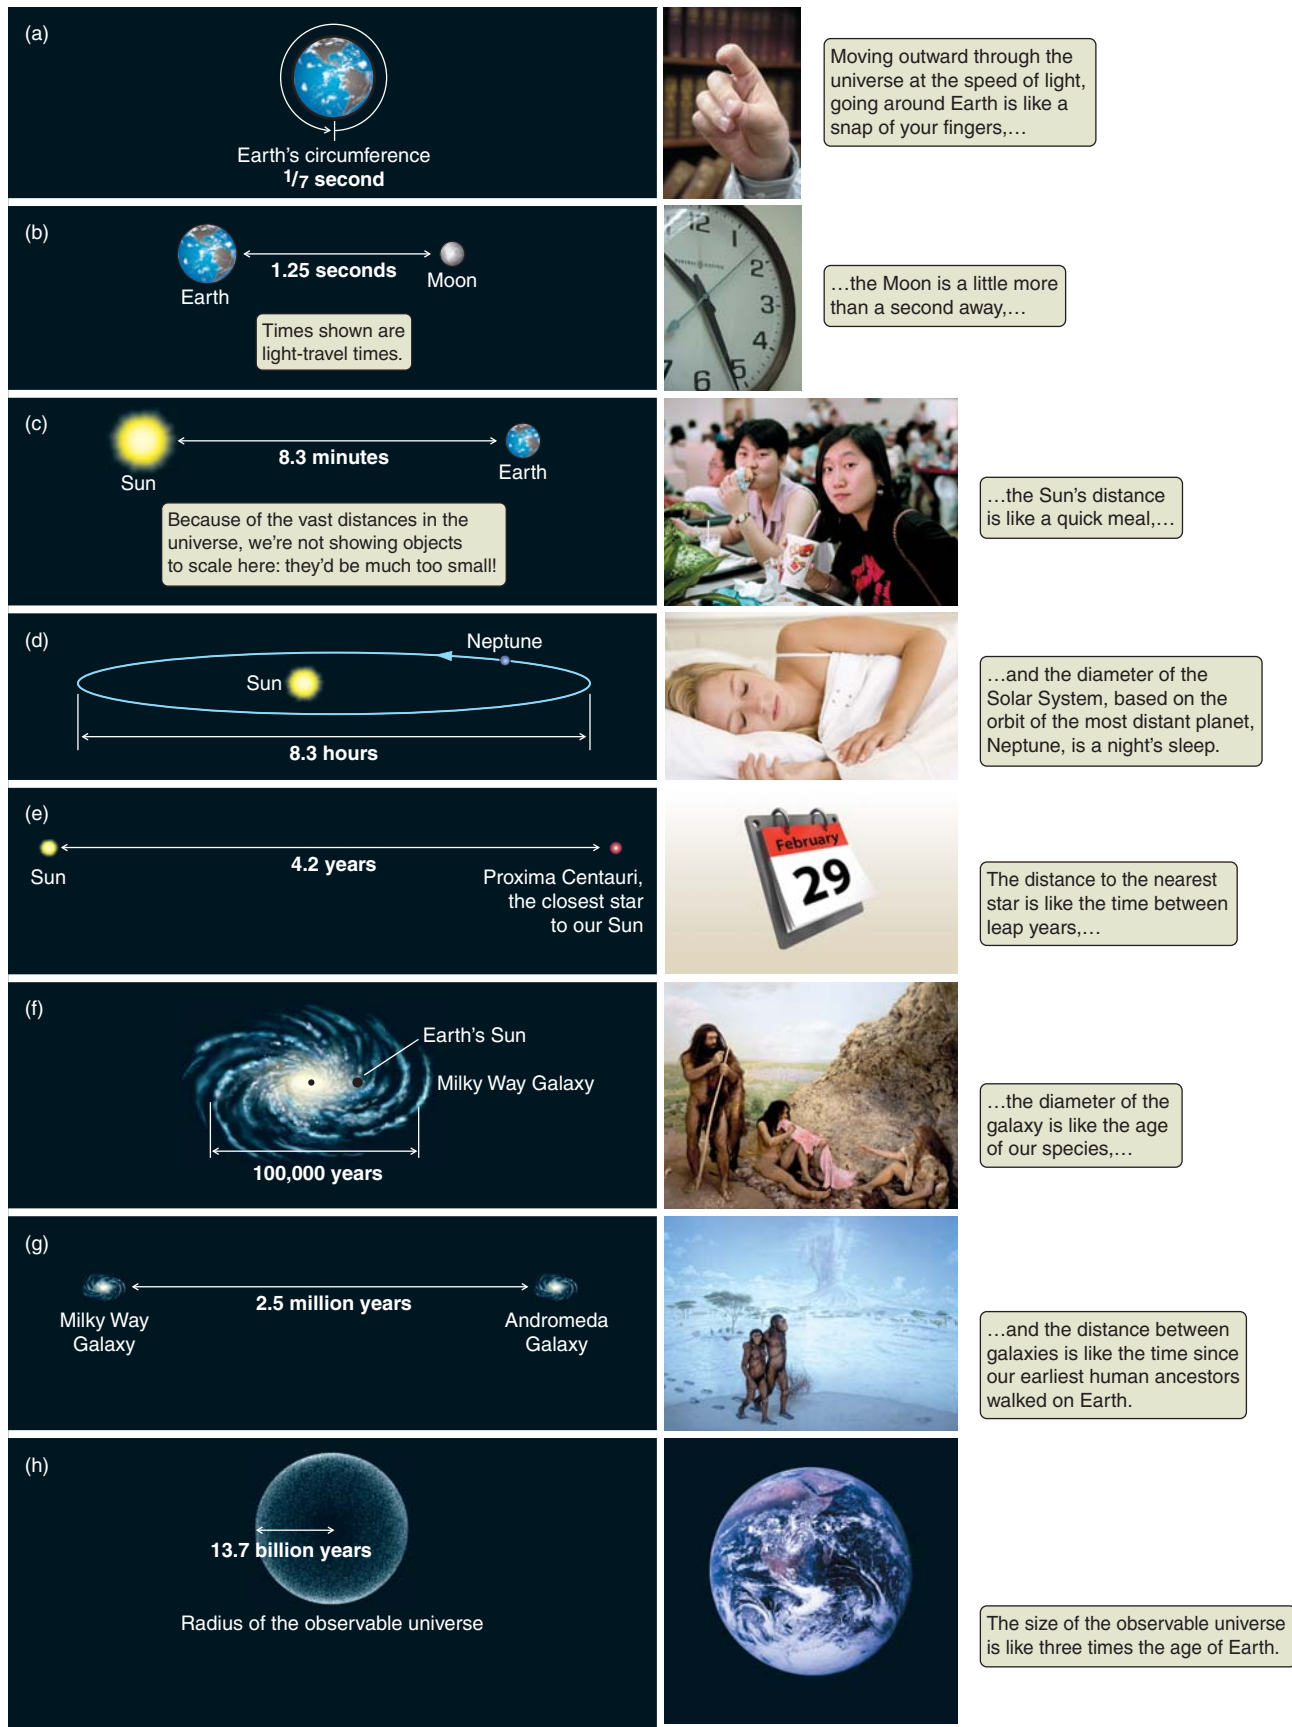 (a)
Earth's circumference
1/7 second
Moving outward through the
universe at the speed of light,
going around Earth is like a
snap of your fingers,…
(b)
1.25 seconds
Earth
Moon
Times shown are
light-travel times.
12
1
2
3
4
5
6
7
…the Moon is a little more
than a second away,…
(c)
8.3 minutes
Sun
Earth
Because of the vast distances in the
universe, we're not showing objects
to scale here: they'd be much too small!
…the Sun's distance
is like a quick meal,…
(d)
Neptune
Sun
8.3 hours
…and the diameter of the
Solar System, based on the
orbit of the most distant planet,
Neptune, is a night's sleep.
(e)
4.2 years
Sun
Proxima Centauri,
the closest star
to our Sun
February
29
The distance to the nearest
star is like the time between
leap years,…
(f)
Earth's Sun
Milky Way Galaxy
100,000 years
…the diameter of the
galaxy is like the age
of our species,…
(g)
2.5 million years
Milky Way
Galaxy
Andromeda
Galaxy
…and the distance between
galaxies is like the time since
our earliest human ancestors
walked on Earth.
(h)
13.7 billion years
Radius of the observable universe
The size of the observable universe
is like three times the age of Earth.